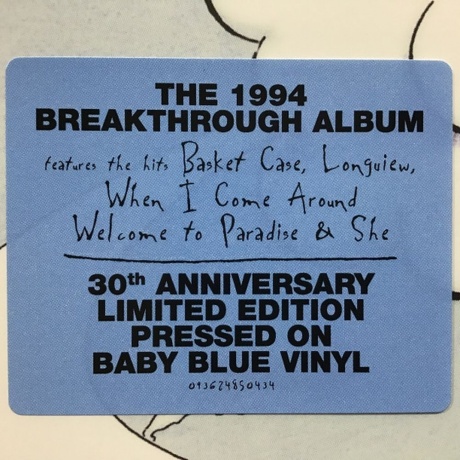 THE 1994
BREAKTHROUGH ALBUM
features the hits Basket Case, Longview,
When I Come Around
Welcome to Paradise & She
30th ANNIVERSARY
LIMITED EDITION
PRESSED ON
BABY BLUE VINYL
093624850434